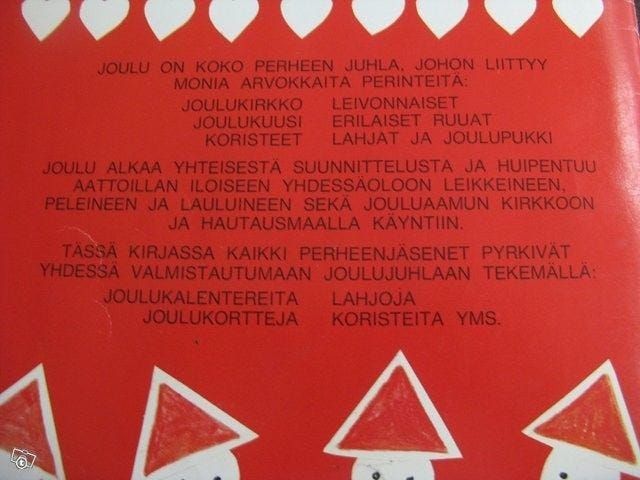 JOULU ON KOKO PERHEEN JUHLA, JOHON LIITTYY
MONIA ARVOKKAITA PERINTEITÄ:
JOULUKIRKKO LEIVONNAISET
JOULUKUUSI ERILAISET RUUAT
KORISTEET LAHJAT JA JOULUPUKKI
JOULU ALKAA YHTEISESTÄ SUUNNITTELUSTA JA HUIPENTUU
AATTOILLAN ILOISEEN YHDESSÄOLOON LEIKKEINEEN,
PELEINEEN JA LAULUINEEN SEKÄ JOULUAAMUN KIRKKOON
JA HAUTAUSMAALLA KÄYNTIIN.
TÄSSÄ KIRJASSA KAIKKI PERHEENJÄSENET PYRKIVÄT
YHDESSÄ VALMISTAUTUMAAN JOULUJUHLAAN TEKEMÄLLÄ:
JOULUKALENTEREITA LAHJOJA
JOULUKORTTEJA KORISTEITA YMS.